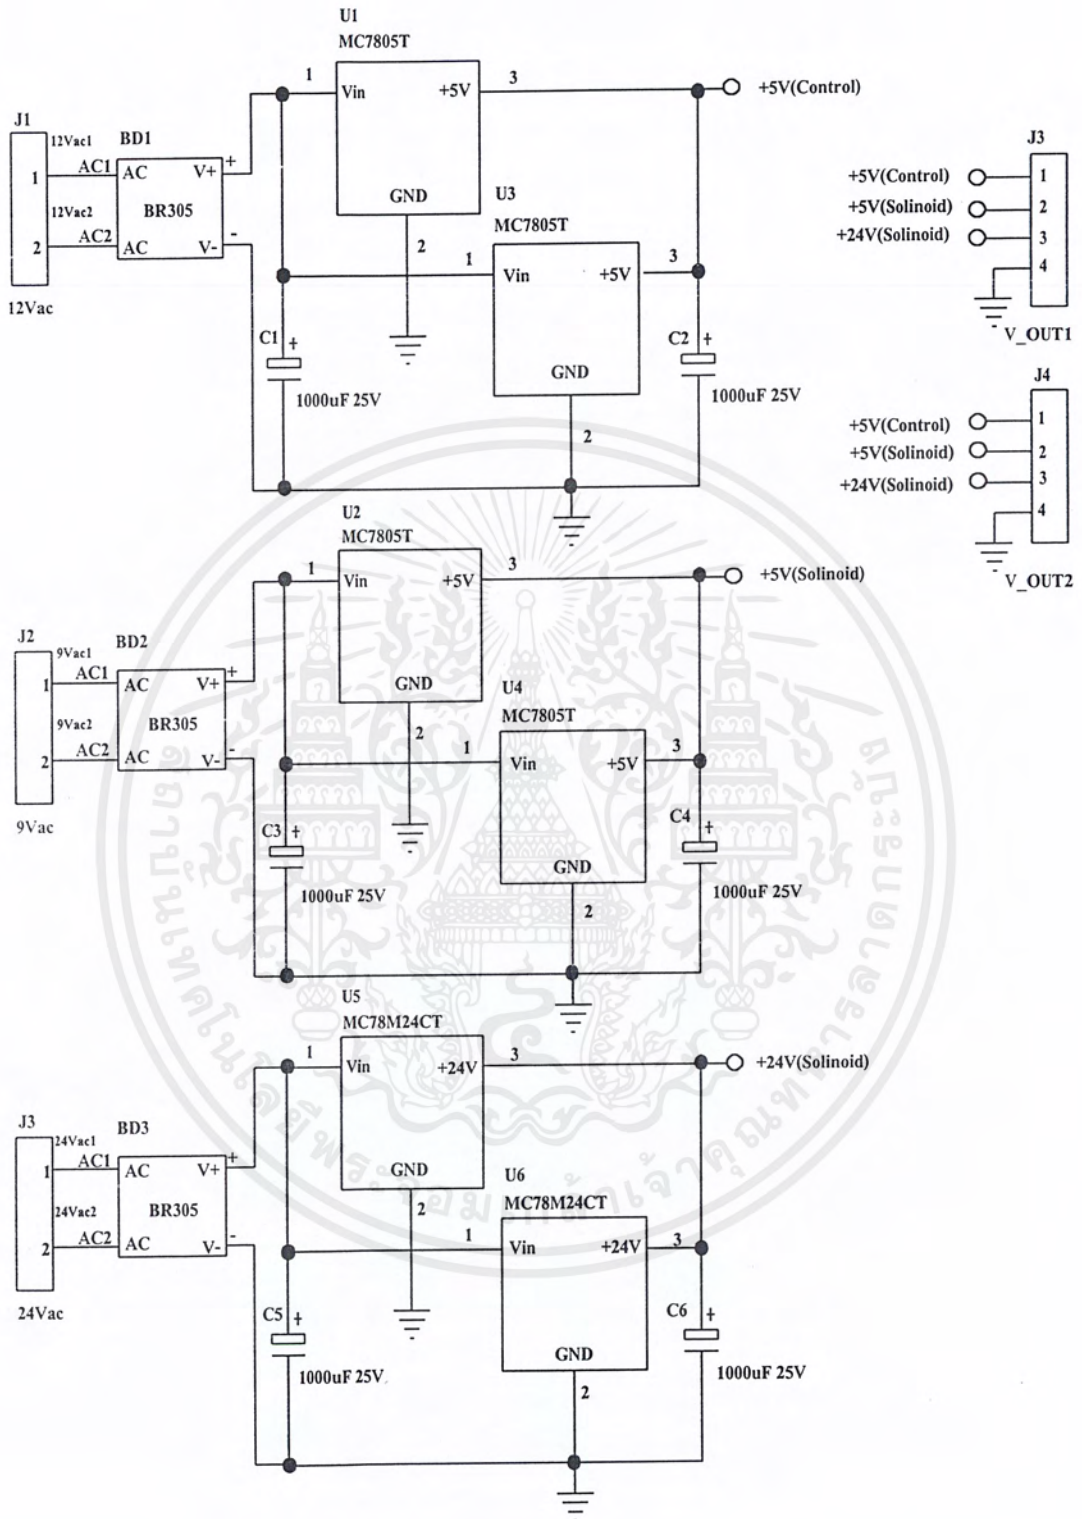 U1
MC7805T
1
Vin
+5V
3
+5V(Control)
GND
2
J1
12Vac1
AC1
1
12Vac2
AC2
2
12Vac
BD1
AC
V+
+
BR305
AC
V-
-
U3
MC7805T
1
Vin
+5V
3
GND
2
C1
+
1000uF 25V
C2
+
1000uF 25V
J3
+5V(Control)
1
+5V(Solinoid)
2
+24V(Solinoid)
3
4
V_OUT1
J4
+5V(Control)
1
+5V(Solinoid)
2
+24V(Solinoid)
3
4
V_OUT2
U2
MC7805T
1
Vin
+5V
3
+5V(Solinoid)
GND
2
J2
9Vac1
AC1
1
9Vac2
AC2
2
9Vac
BD2
AC
V+
+
BR305
AC
V-
-
U4
MC7805T
1
Vin
+5V
3
GND
2
C3
+
1000uF 25V
C4
+
1000uF 25V
U5
MC78M24CT
1
Vin
+24V
3
+24V(Solinoid)
GND
2
J3
24Vac1
AC1
1
24Vac2
AC2
2
24Vac
BD3
AC
V+
+
BR305
AC
V-
-
U6
MC78M24CT
1
Vin
+24V
3
GND
2
C5
+
1000uF 25V
C6
+
1000uF 25V